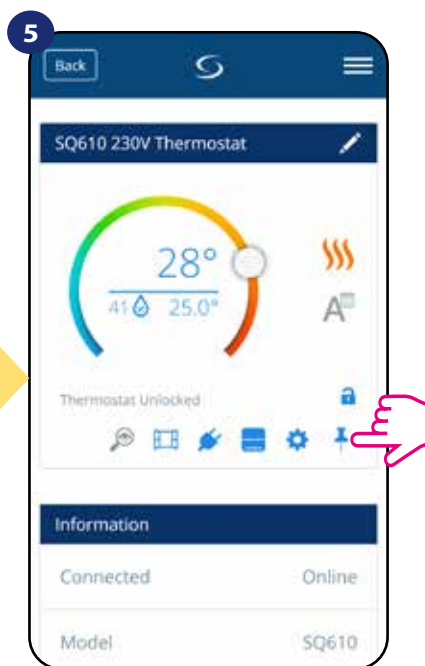 5
Back
SQ610 230V Thermostat
28°
41 25.0°
A
Thermostat Unlocked
Information
Connected Online
Model SQ610